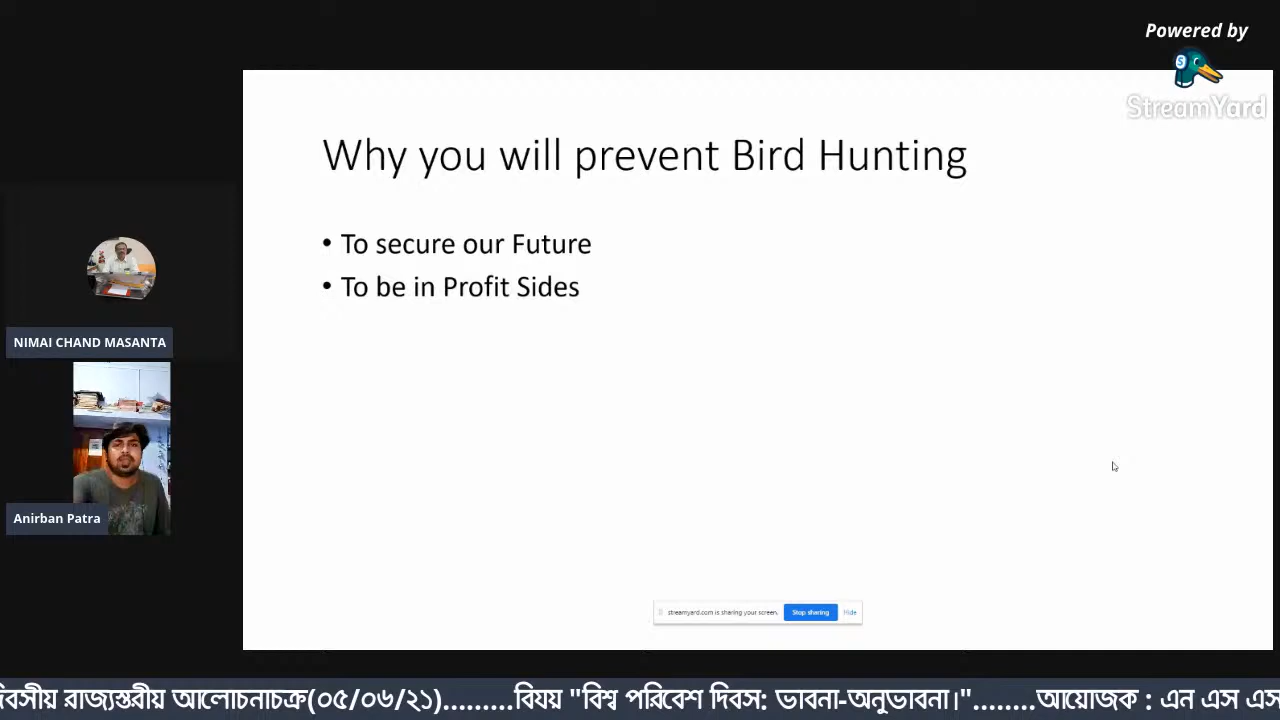 Powered by
StreamYard
Why you will prevent Bird Hunting
• To secure our Future
• To be in Profit Sides
NIMAI CHAND MASANTA
Anirban Patra
streamyard.com is sharing your screen. Stop sharing Hide
দিবসীয় রাজ্যস্তরীয় আলোচনাচক্র(০৫/০৬/২১).........বিষয় "বিশ্ব পরিবেশ দিবস: ভাবনা-অনুভাবনা।"........আয়োজক : এন এস এস